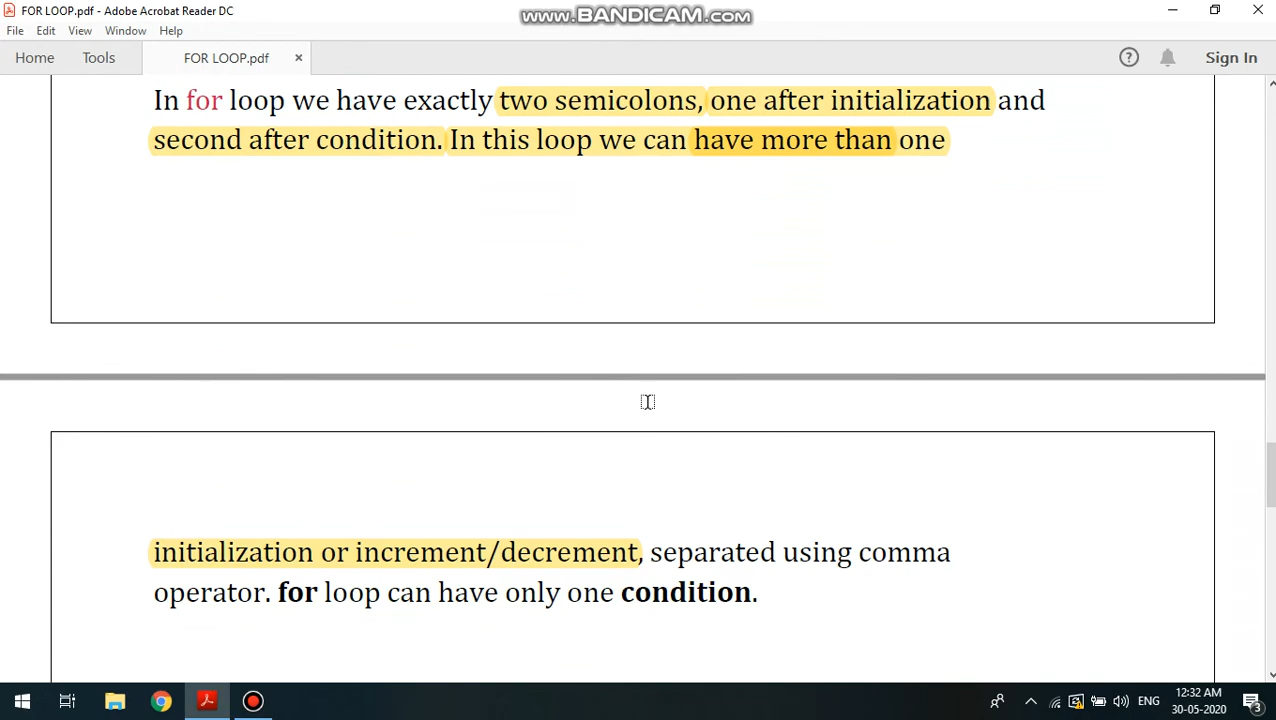 FOR LOOP.pdf - Adobe Acrobat Reader DC
www.BANDICAM.com
File Edit View Window Help
Home Tools FOR LOOP.pdf × Sign In
In for loop we have exactly two semicolons, one after initialization and
second after condition. In this loop we can have more than one
initialization or increment/decrement, separated using comma
operator. for loop can have only one condition.
ENG
12:32 AM
30-05-2020
3